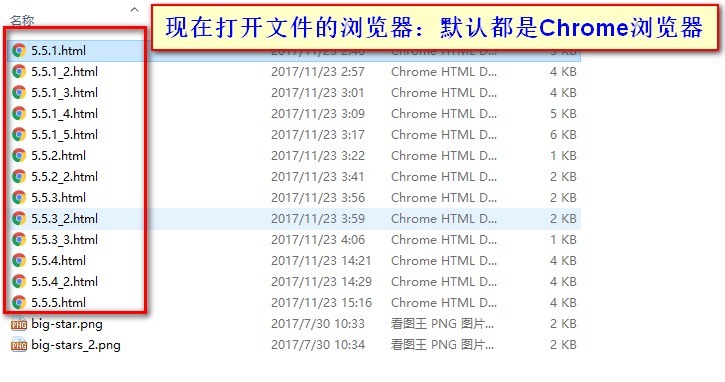 名称
现在打开文件的浏览器：默认都是Chrome浏览器
5.5.1.html
5.5.1_2.html 2017/11/23 2:57 Chrome HTML D... 4 KB
5.5.1_3.html 2017/11/23 3:01 Chrome HTML D... 4 KB
5.5.1_4.html 2017/11/23 3:09 Chrome HTML D... 5 KB
5.5.1_5.html 2017/11/23 3:17 Chrome HTML D... 6 KB
5.5.2.html 2017/11/23 3:22 Chrome HTML D... 1 KB
5.5.2_2.html 2017/11/23 3:41 Chrome HTML D... 2 KB
5.5.3.html 2017/11/23 3:56 Chrome HTML D... 2 KB
5.5.3_2.html 2017/11/23 3:59 Chrome HTML D... 2 KB
5.5.3_3.html 2017/11/23 4:06 Chrome HTML D... 1 KB
5.5.4.html 2017/11/23 14:21 Chrome HTML D... 4 KB
5.5.4_2.html 2017/11/23 14:29 Chrome HTML D... 2 KB
5.5.5.html 2017/11/23 15:16 Chrome HTML D... 2 KB
PNG big-star.png 2017/7/30 10:33 看图王 PNG 图片... 2 KB
PNG big-stars_2.png 2017/7/30 10:34 看图王 PNG 图片... 2 KB